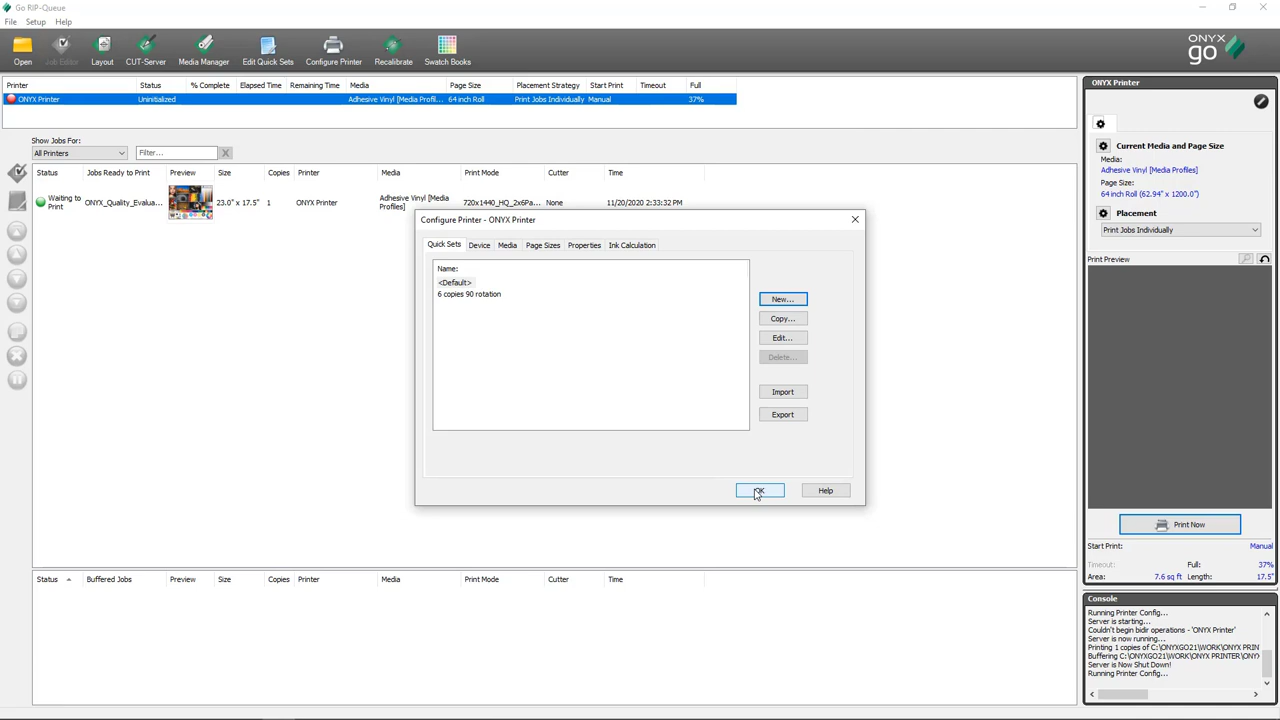 Go RIP-Queue
File Setup Help
Open Job Editor Layout CUT-Server Media Manager Edit Quick Sets Configure Printer Recalibrate Swatch Books
ONYX
go
Printer Status % Complete Elapsed Time Remaining Time Media Page Size Placement Strategy Start Print Timeout Full
ONYX Printer Uninitialized Adhesive Vinyl [Media Profil... 64 inch Roll Print Jobs Individually Manual 37%
Show Jobs For:
All Printers Filter... X
Status Jobs Ready to Print Preview Size Copies Printer Media Print Mode Cutter Time
Waiting to
Print
ONYX_Quality_Evalua... 23.0" x 17.5" 1 ONYX Printer
Adhesive Vinyl
[Media Profiles]
720x1440_HQ_2x6Pa... None 11/20/2020 2:33:32 PM
Configure Printer - ONYX Printer
Quick Sets Device Media Page Sizes Properties Ink Calculation
Name:
<Default>
6 copies 90 rotation
New...
Copy...
Edit...
Delete...
Import
Export
OK Help
Status Buffered Jobs Preview Size Copies Printer Media Print Mode Cutter Time
ONYX Printer
Current Media and Page Size
Media:
Adhesive Vinyl [Media Profiles]
Page Size:
64 inch Roll (62.94" x 1200.0")
Placement
Print Jobs Individually
Print Preview
Print Now
Start Print: Manual
Timeout: Full: 37%
Area: 7.6 sq ft Length: 17.5"
Console
Running Printer Config...
Server is starting...
Couldn't begin bidir operations - 'ONYX Printer'
Server is now running...
Printing 1 copies of C:\ONYXGO21\WORK\ONYX PRIN
Buffering C:\ONYXGO21\WORK\ONYX PRINTER\ONY
Server is Now Shut Down!
Running Printer Config...